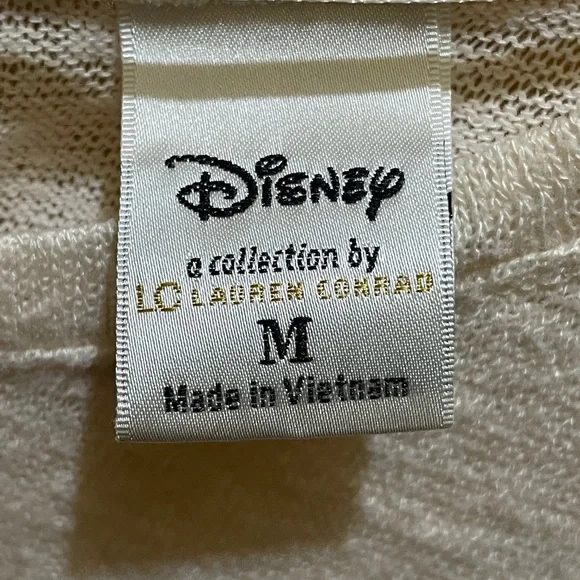 Disney
a collection by
LC LAUREN CONRAD
M
Made in Vietnam